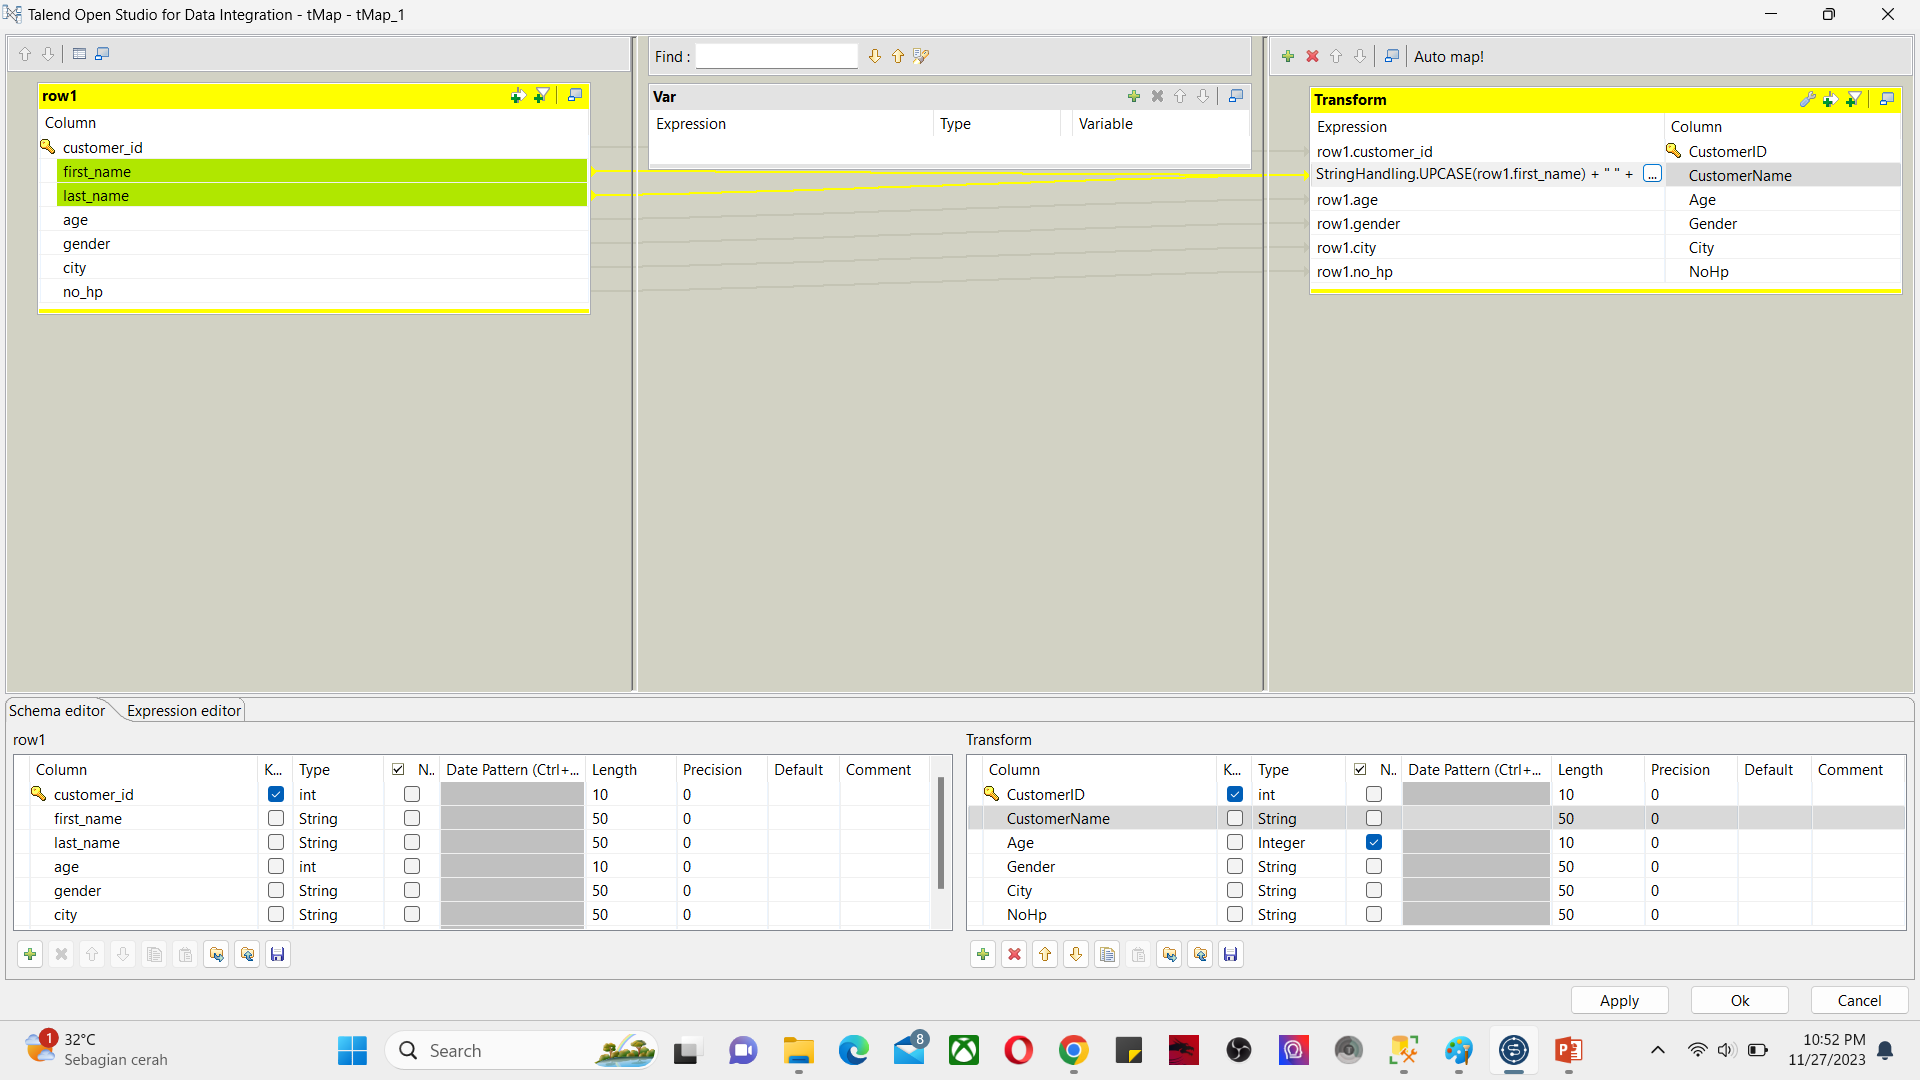 Talend Open Studio for Data Integration - tMap - tMap_1
Find :
Auto map!
row1
Column
customer_id
first_name
last_name
age
gender
city
no_hp
Var
Expression Type Variable
Transform
Expression Column
row1.customer_id CustomerID
StringHandling.UPCASE(row1.first_name) + " " + ... CustomerName
row1.age Age
row1.gender Gender
row1.city City
row1.no_hp NoHp
Schema editor Expression editor
row1
Column K... Type N.. Date Pattern (Ctrl+... Length Precision Default Comment
customer_id int 10 0
first_name String 50 0
last_name String 50 0
age int 10 0
gender String 50 0
city String 50 0
Transform
Column K... Type N.. Date Pattern (Ctrl+... Length Precision Default Comment
CustomerID int 10 0
CustomerName String 50 0
Age Integer 10 0
Gender String 50 0
City String 50 0
NoHp String 50 0
Apply Ok Cancel
1
32°C
Sebagian cerah
Search
8
10:52 PM
11/27/2023